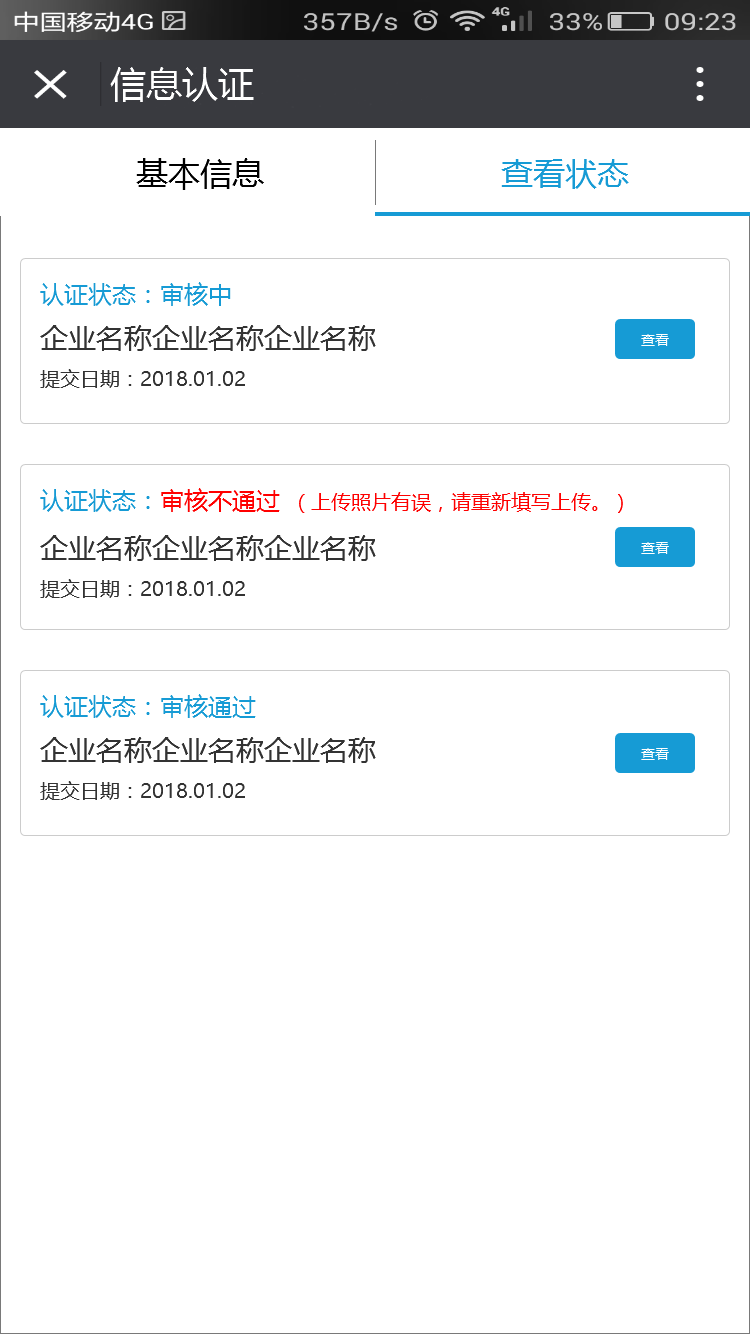 中国移动4G 357B/s 4G 33% 09:23
信息认证
基本信息 查看状态
认证状态：审核中
企业名称企业名称企业名称
查看
提交日期：2018.01.02
认证状态：审核不通过 （上传照片有误，请重新填写上传。）
企业名称企业名称企业名称
查看
提交日期：2018.01.02
认证状态：审核通过
企业名称企业名称企业名称
查看
提交日期：2018.01.02